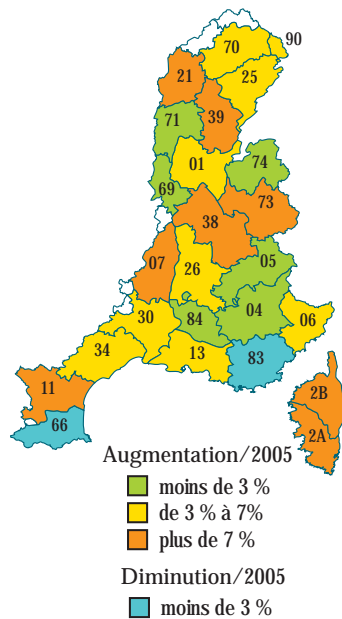 90
70
25
21
39
71
01
74
69
73
38
05
07
26
04
06
30
84
34
13
83
11
66
2B
2A
Augmentation/2005
moins de 3 %
de 3 % à 7%
plus de 7 %
Diminution/2005
moins de 3 %